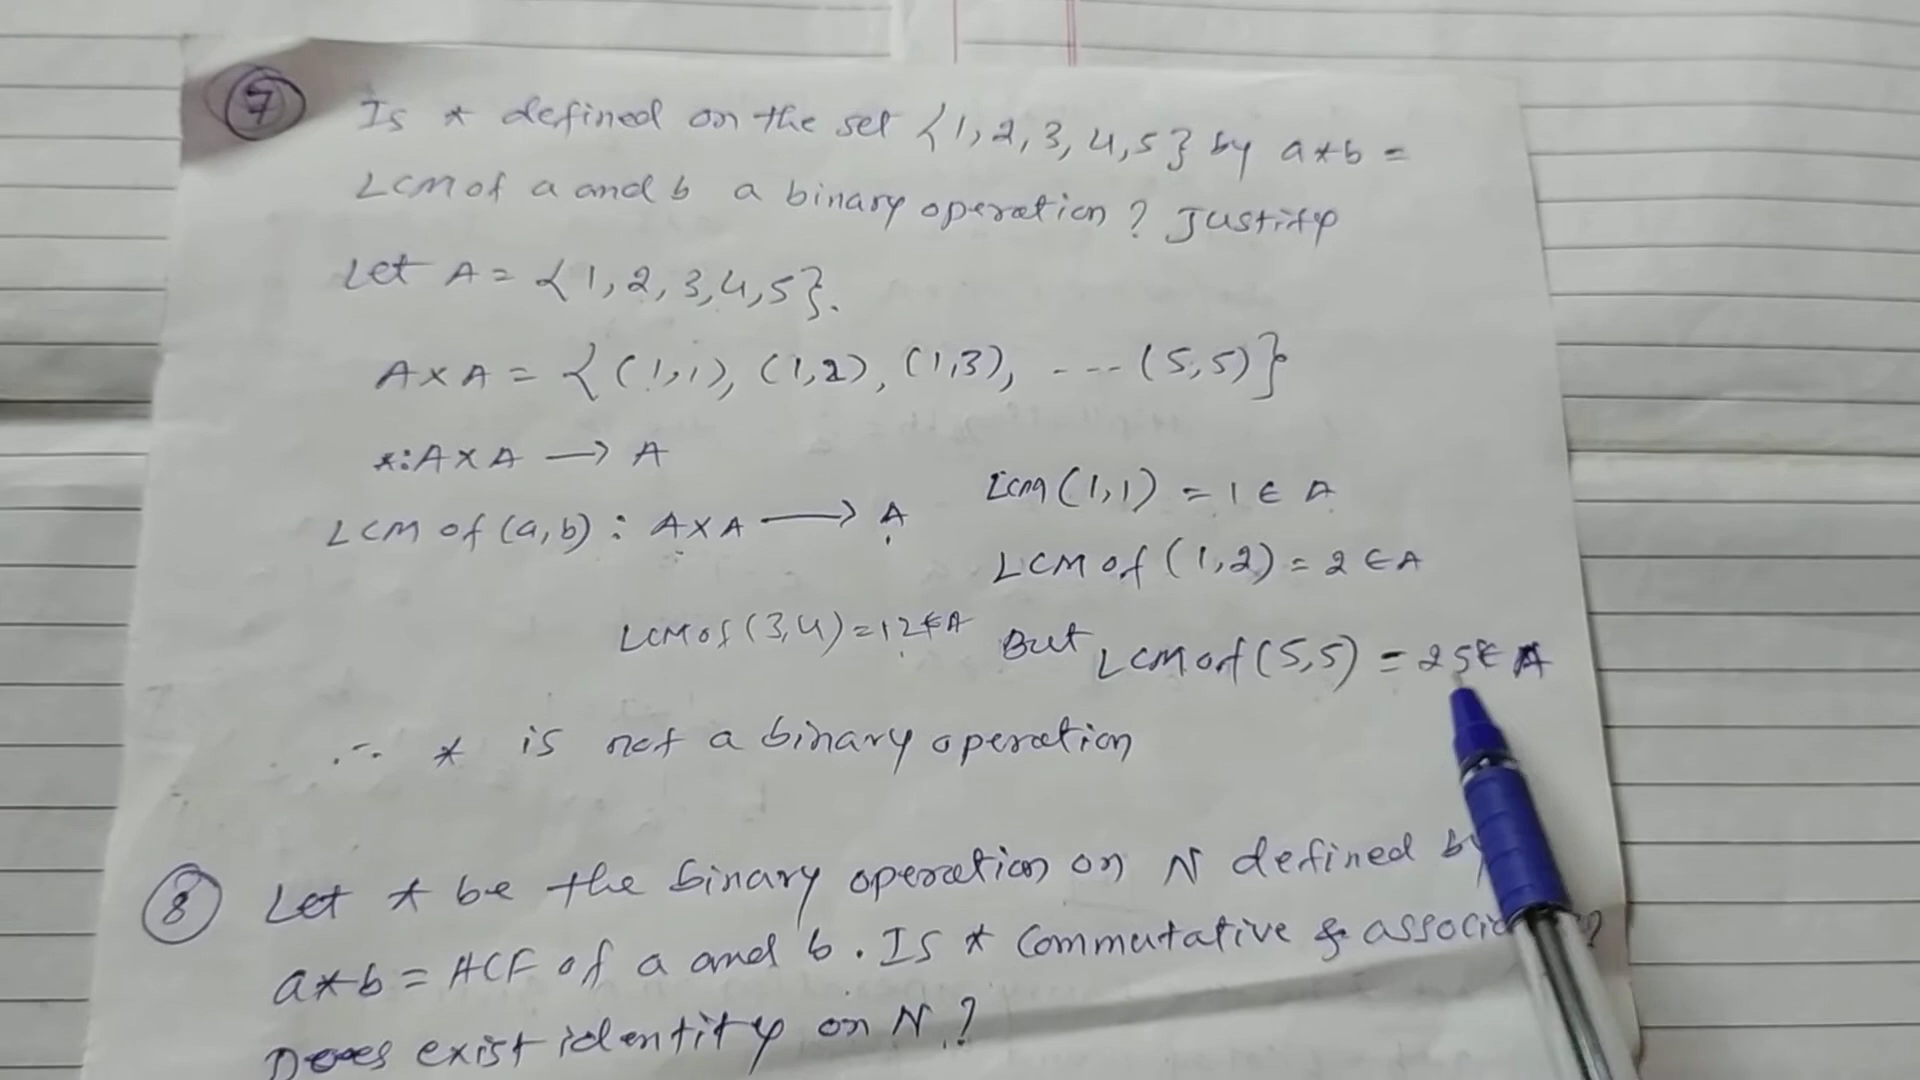 7 Is * defined on the set {1,2,3,4,5} by a*b =
LCM of a and b a binary operation? Justify
Let A = {1,2,3,4,5}.
A×A = {(1,1), (1,2), (1,3), --- (5,5)}
*:A×A → A
Lcm (1,1) = 1 ∈ A
LCM of (a,b) : A×A → A
LCM of (1,2) = 2 ∈ A
LCM of (3,4) = 12 ∉ A
But LCM of (5,5) = 25 ∉ A
∴ * is not a binary operation
8 Let * be the binary operation on N defined by
a*b = HCF of a and b. Is * commutative & associ ?
Does exist identity on N?